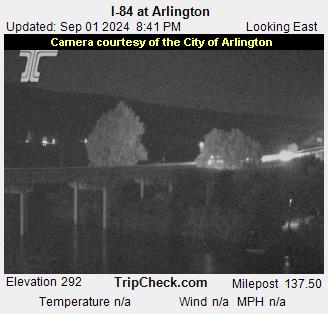 I-84 at Arlington
Updated: Sep 01 2024 8:41 PM Looking East
Camera courtesy of the City of Arlington
Elevation 292 TripCheck.com Milepost 137.50
Temperature n/a Wind n/a MPH n/a